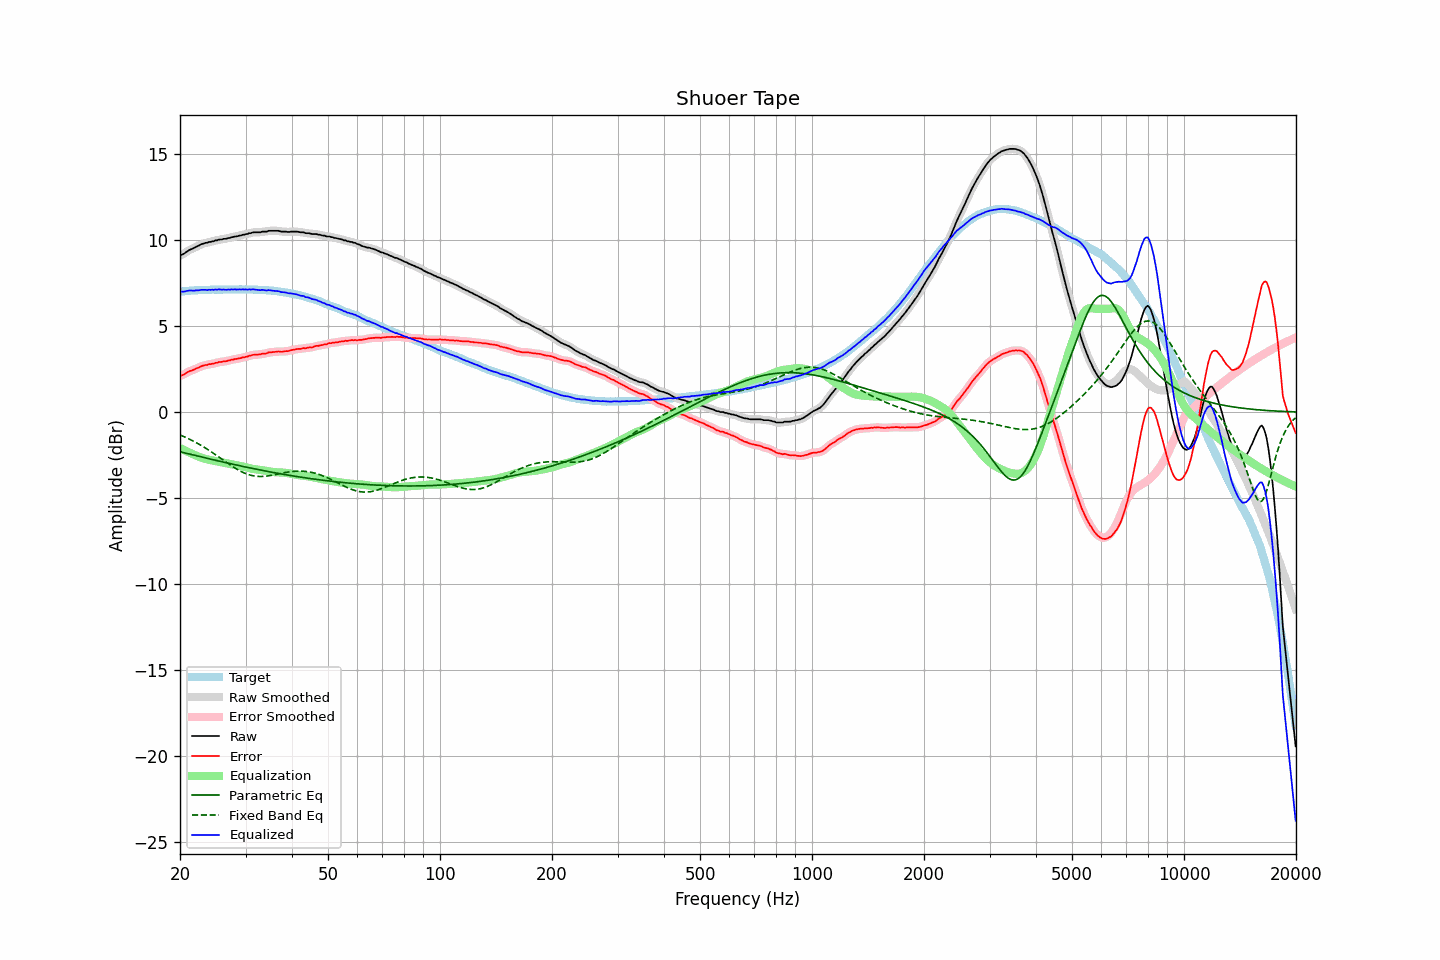 Shuoer Tape
Amplitude (dBr)
15
10
5
0
−5
−10
−15
−20
−25
Target
Raw Smoothed
Error Smoothed
Raw
Error
Equalization
Parametric Eq
Fixed Band Eq
Equalized
20 50 100 200 500 1000 2000 5000 10000 20000
Frequency (Hz)